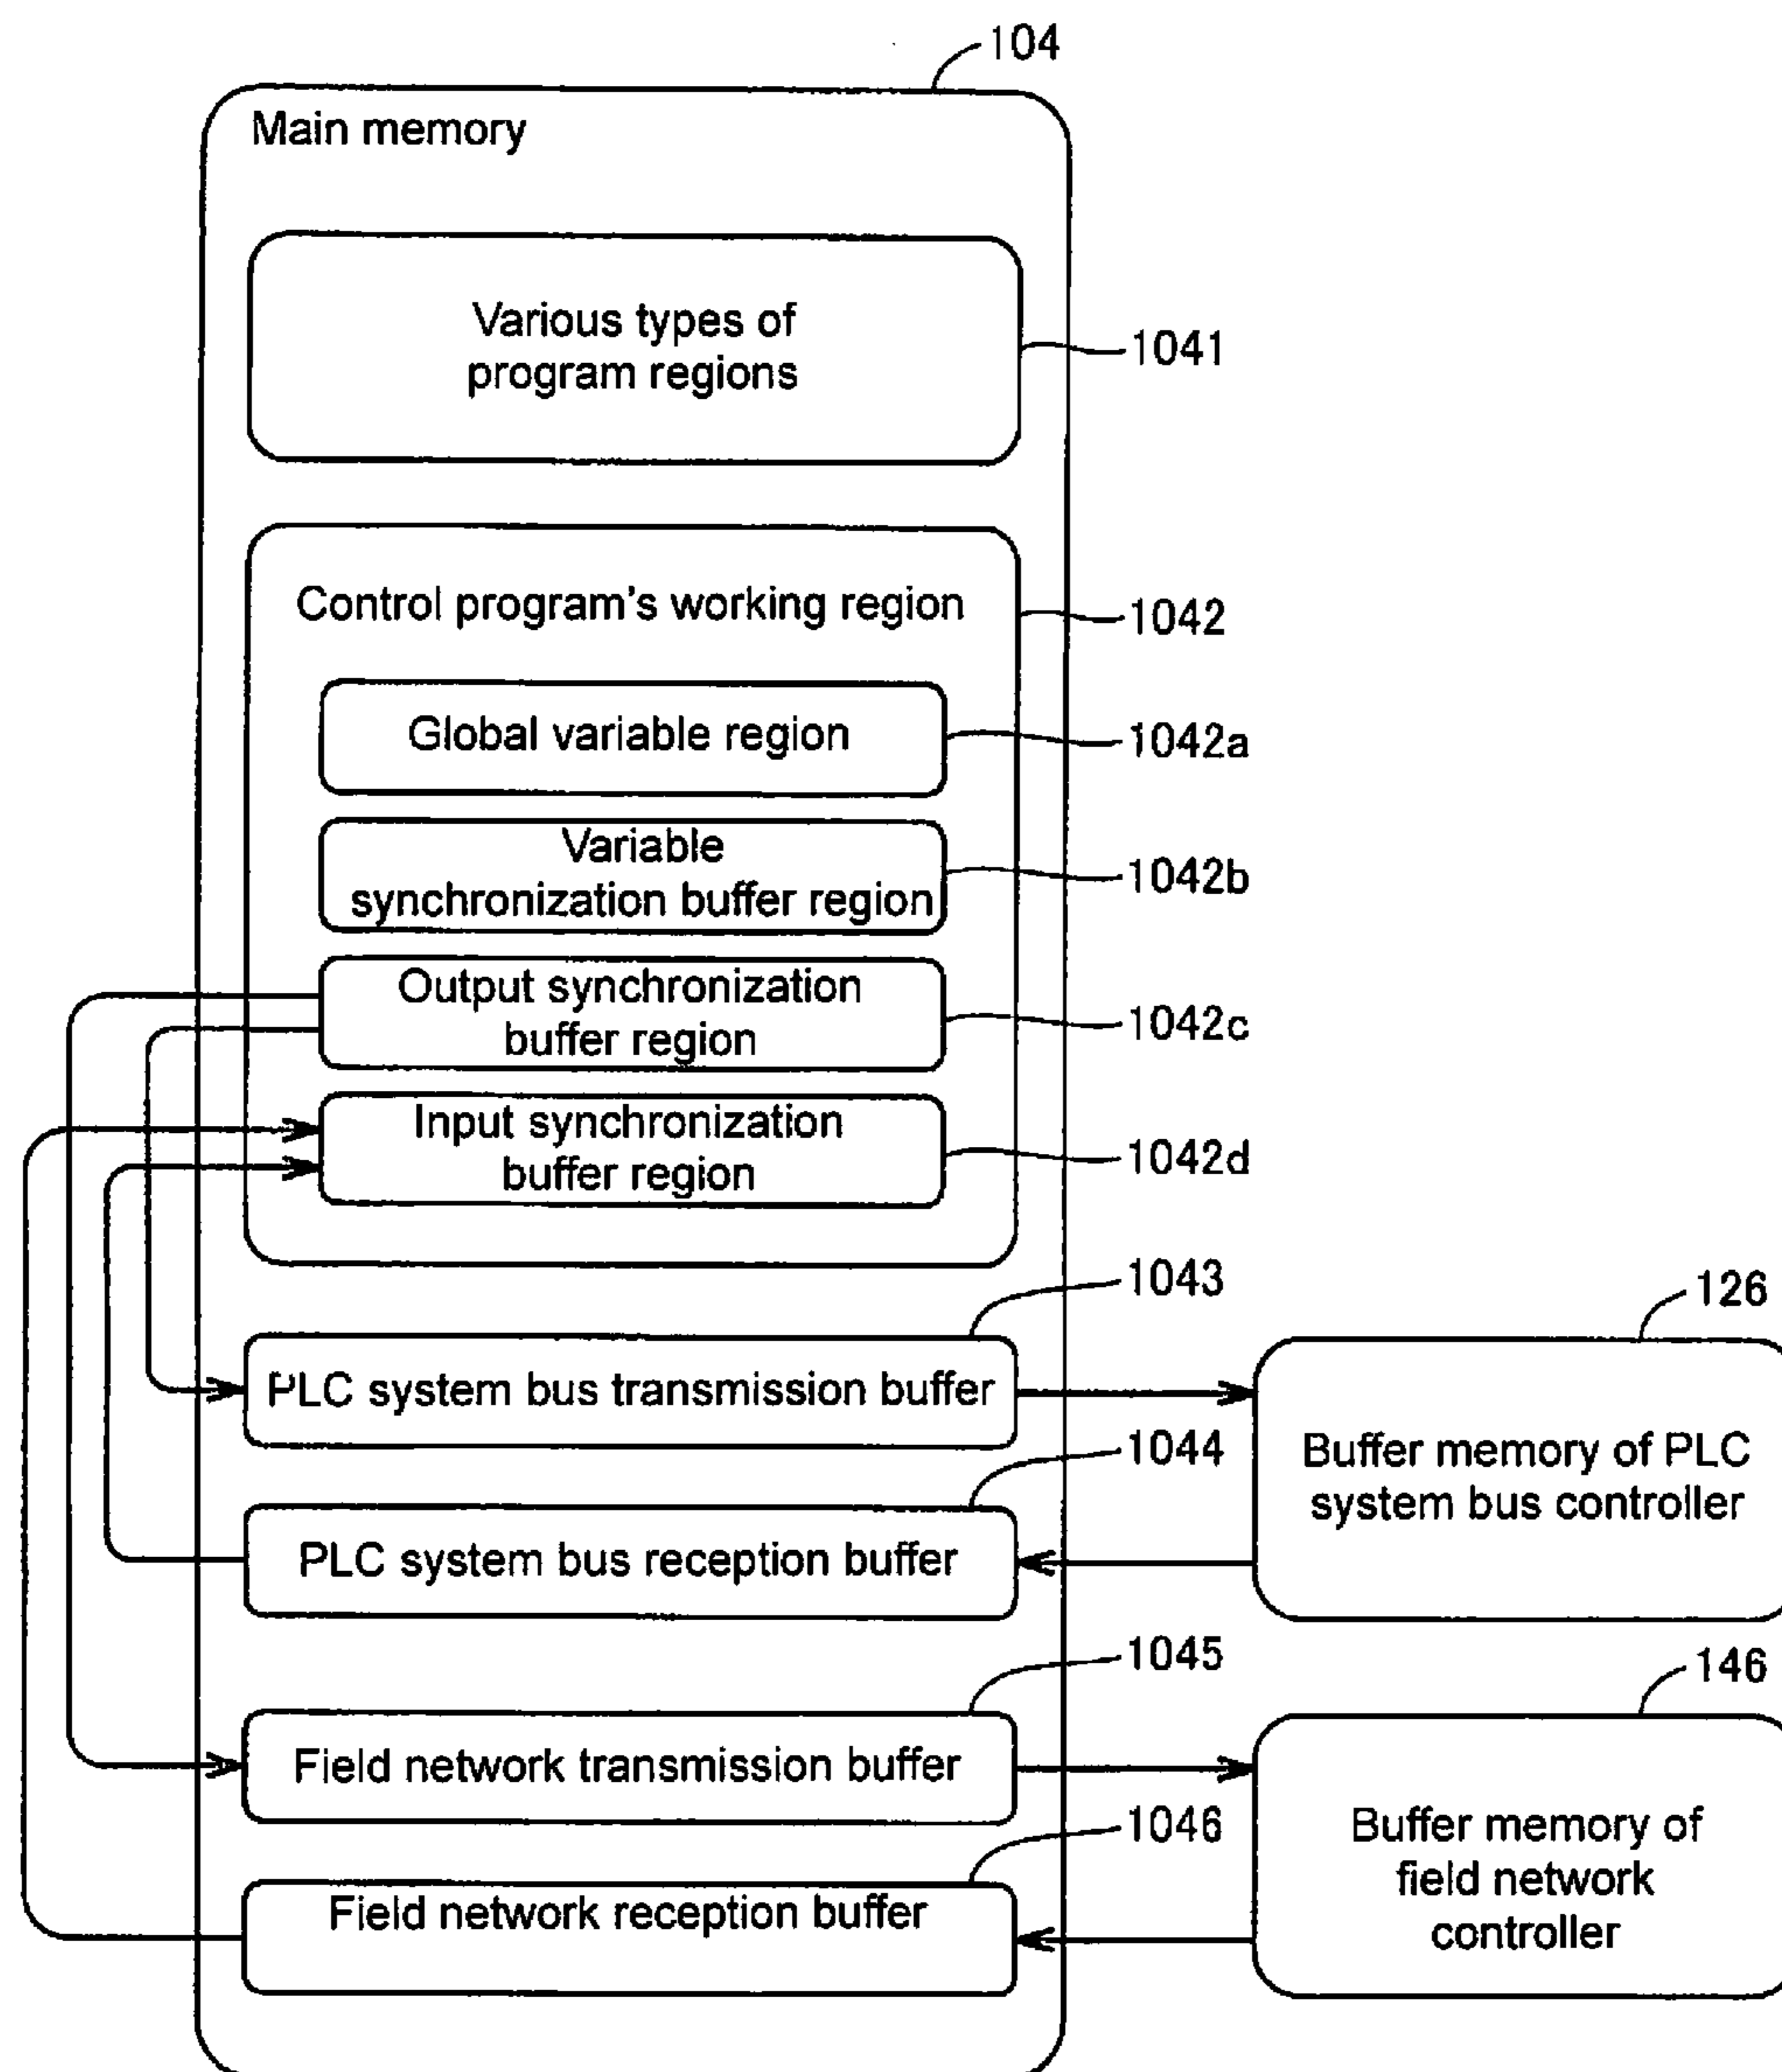 104
Main memory
Various types of
program regions
1041
Control program's working region
1042
Global variable region
1042a
Variable
synchronization buffer region
1042b
Output synchronization
buffer region
1042c
Input synchronization
buffer region
1042d
1043
126
PLC system bus transmission buffer
1044
Buffer memory of PLC
system bus controller
PLC system bus reception buffer
1045
146
Field network transmission buffer
1046
Buffer memory of
field network
controller
Field network reception buffer